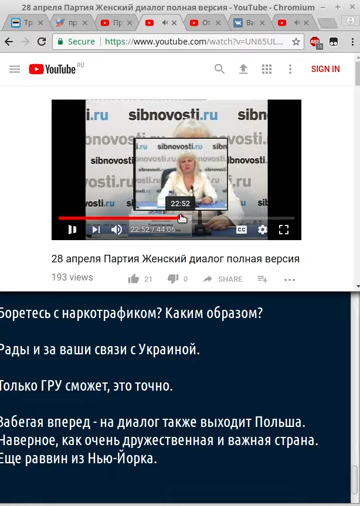 28 апреля Партия Женский диалог полная версия - YouTube - Chromium
Secure https://www.youtube.com/watch?v=UN65UL...
YouTube RU
SIGN IN
sibnovosti.ru
22:52
22:52 / 44:06
CC
28 апреля Партия Женский диалог полная версия
193 views
21
0
SHARE
Боретесь с наркотрафиком? Каким образом?
Рады и за ваши связи с Украиной.
Только ГРУ сможет, это точно.
Забегая вперед - на диалог также выходит Польша.
Наверное, как очень дружественная и важная страна.
Еще раввин из Нью-Йорка.